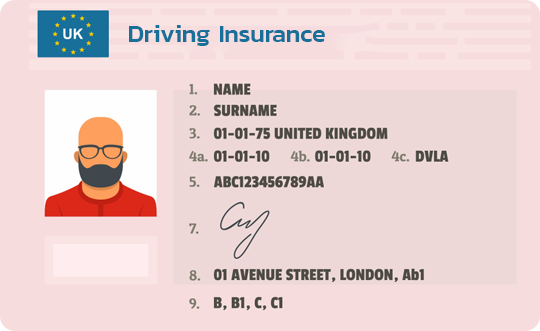 UK
Driving Insurance
1. NAME
2. SURNAME
3. 01-01-75 UNITED KINGDOM
4a. 01-01-10 4b. 01-01-10 4c. DVLA
5. ABC123456789AA
7.
8. 01 AVENUE STREET, LONDON, Ab1
9. B, B1, C, C1